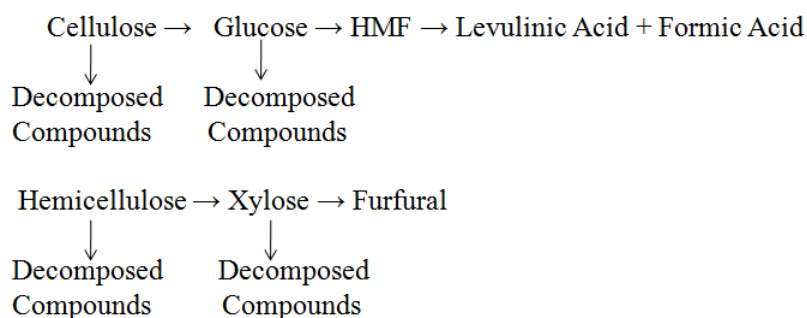 Cellulose → Glucose → HMF → Levulinic Acid + Formic Acid
Decomposed Decomposed
Compounds Compounds
Hemicellulose → Xylose → Furfural
Decomposed Decomposed
Compounds Compounds